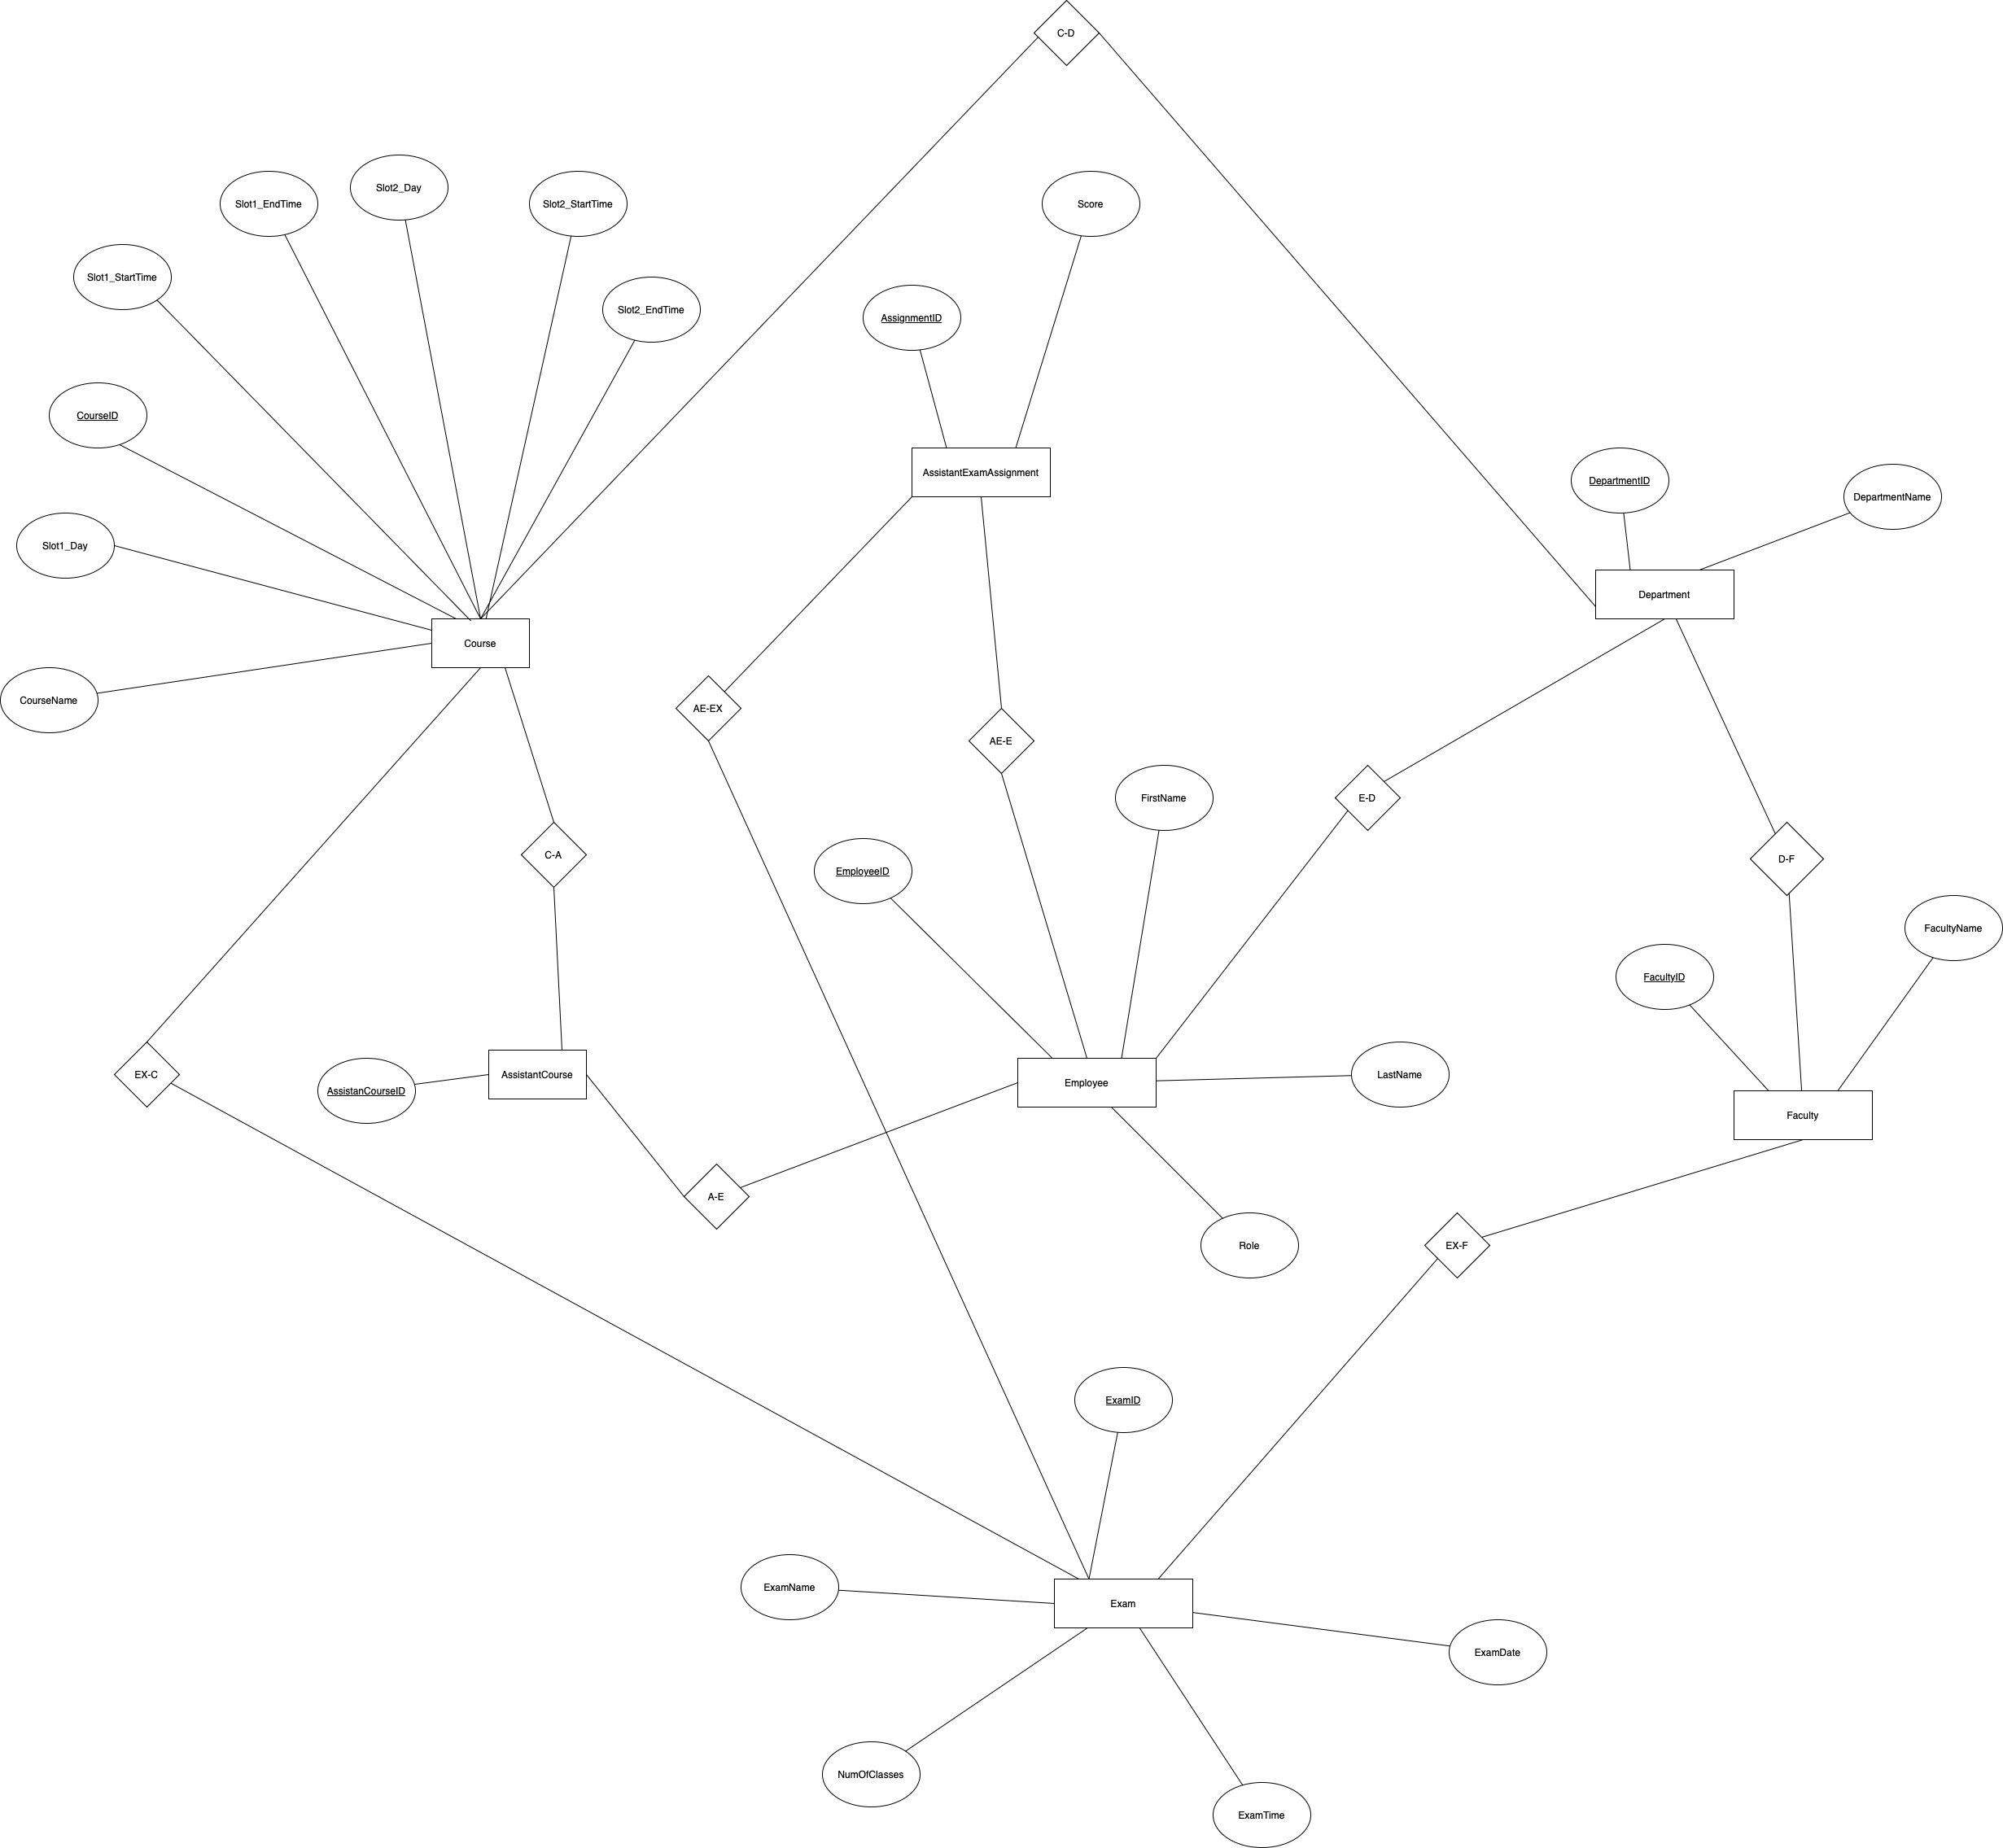 C-D
Slot2_Day
Slot1_EndTime
Slot2_StartTime
Score
Slot1_StartTime
Slot2_EndTime
AssignmentID
CourseID
AssistantExamAssignment
DepartmentID
DepartmentName
Slot1_Day
Department
Course
CourseName
AE-EX
AE-E
FirstName
E-D
C-A
D-F
EmployeeID
FacultyName
FacultyID
EX-C
AssistantCourse
LastName
Employee
AssistanCourseID
Faculty
A-E
Role
EX-F
ExamID
ExamName
Exam
ExamDate
NumOfClasses
ExamTime